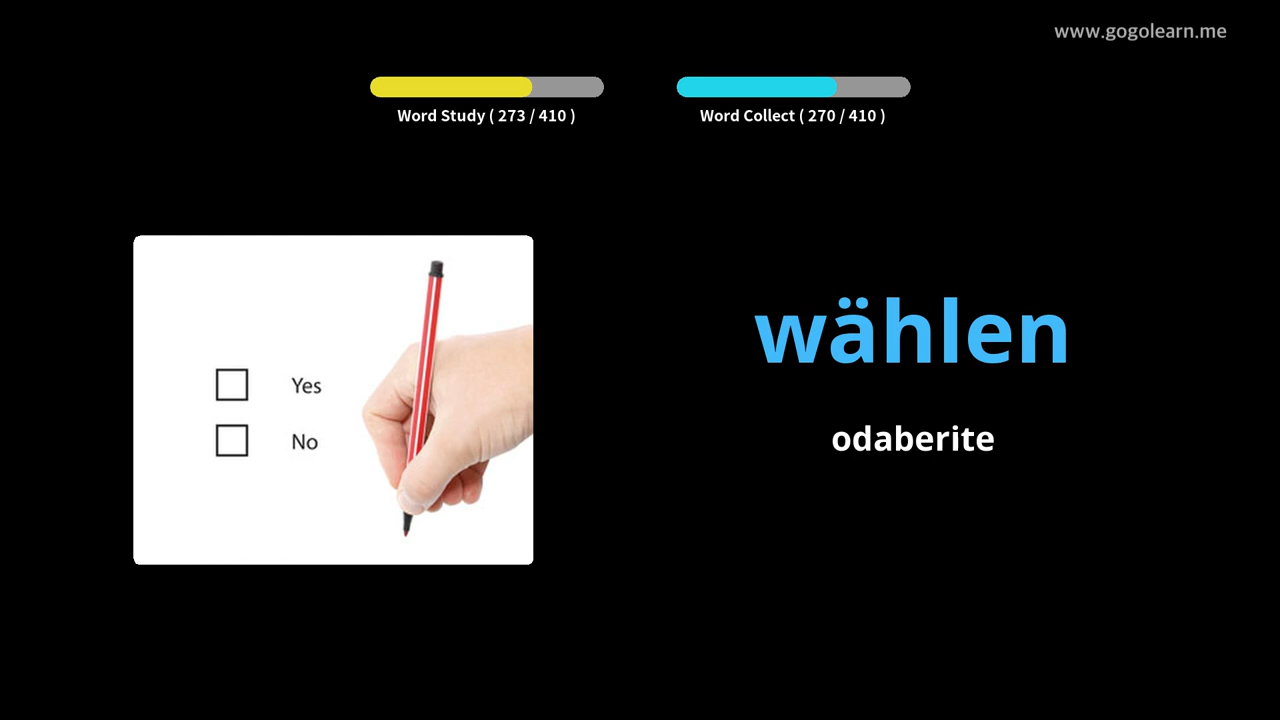 www.gogolearn.me
Word Study ( 273 / 410 )
Word Collect ( 270 / 410 )
Yes
No
wählen
odaberite